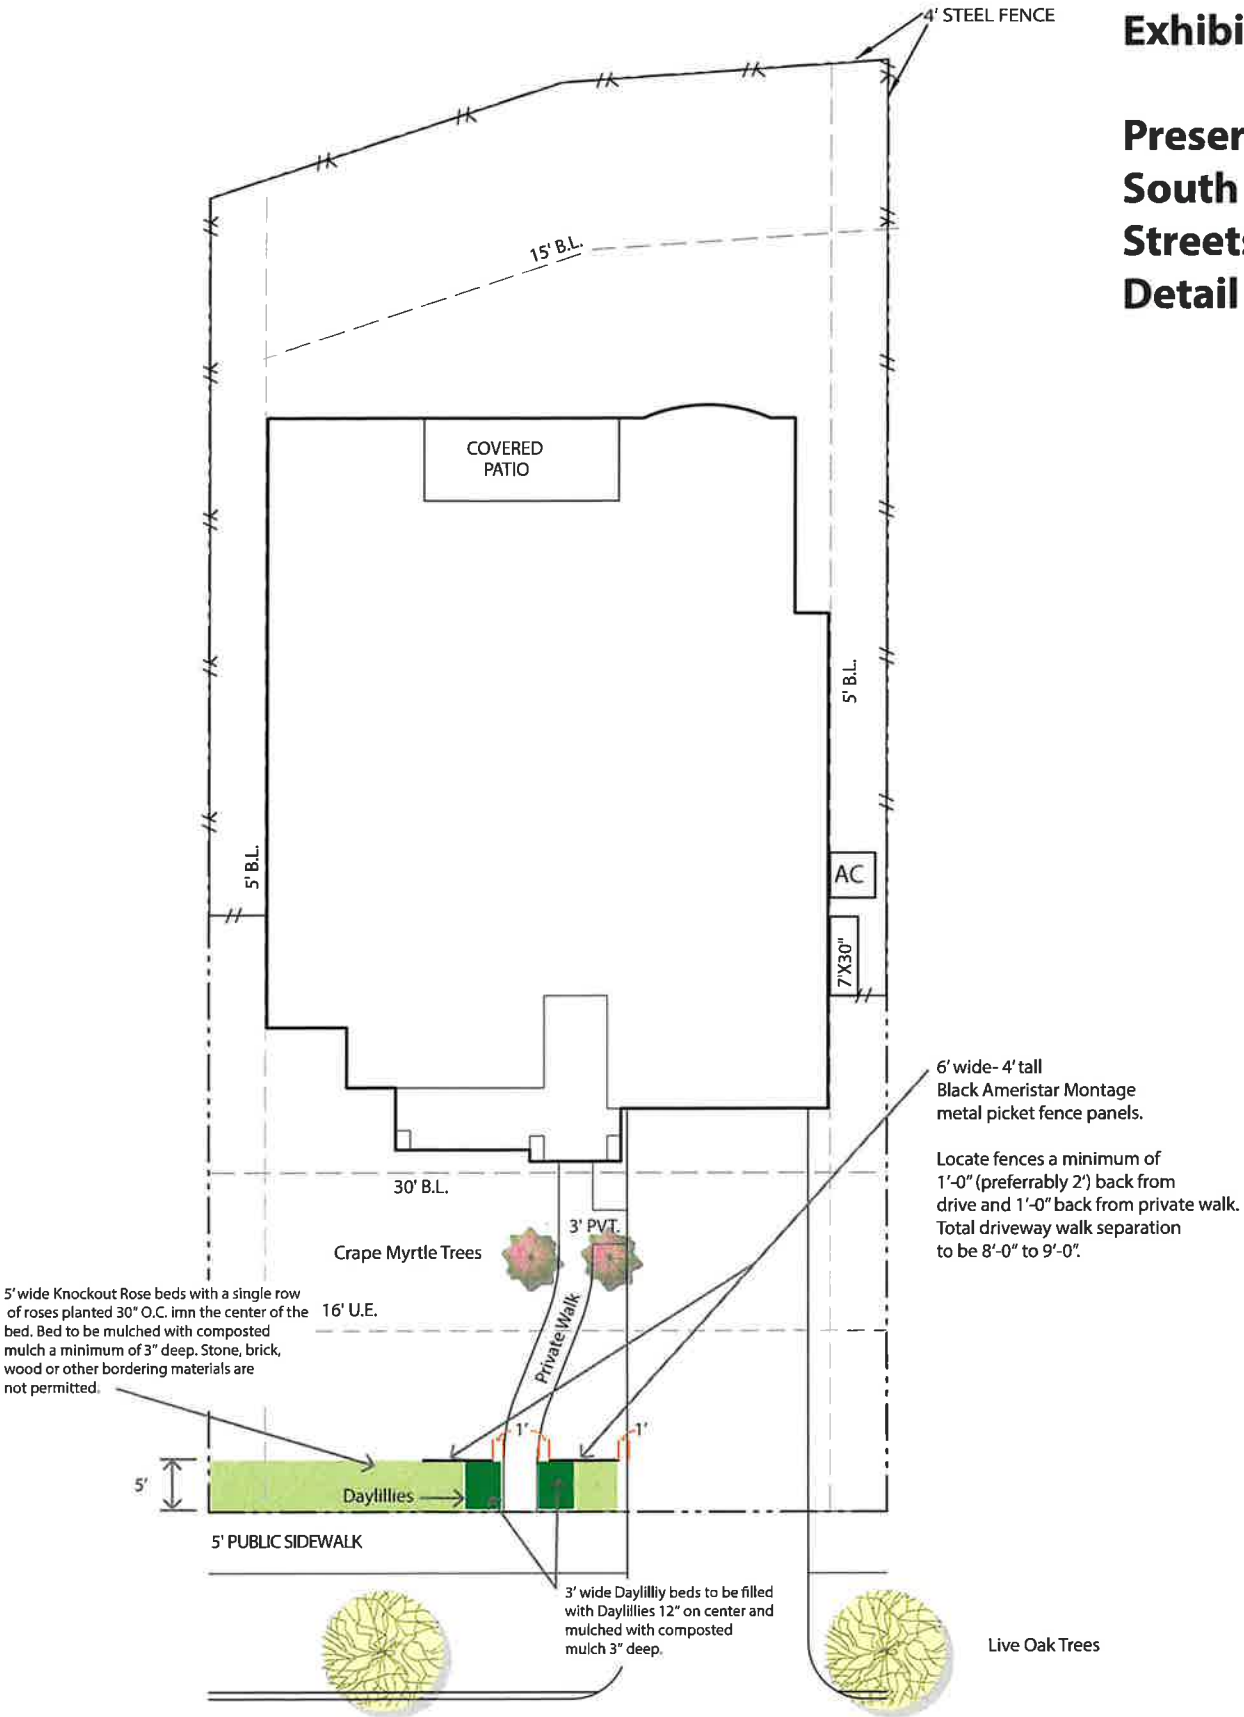 4' STEEL FENCE
Exhibi
Preser
South
Street
Detail
15' B.L.
COVERED
PATIO
5' B.L.
5' B.L.
AC
7'X30"
6' wide- 4' tall
Black Ameristar Montage
metal picket fence panels.
Locate fences a minimum of
1'-0" (preferrably 2') back from
drive and 1'-0" back from private walk.
Total driveway walk separation
to be 8'-0" to 9'-0".
30' B.L.
3' PVT.
Crape Myrtle Trees
5' wide Knockout Rose beds with a single row
of roses planted 30" O.C. imn the center of the
bed. Bed to be mulched with composted
mulch a minimum of 3" deep. Stone, brick,
wood or other bordering materials are
not permitted.
16' U.E.
Private Walk
1'
1'
5'
Daylillies
5' PUBLIC SIDEWALK
3' wide Daylilliy beds to be filled
with Daylillies 12" on center and
mulched with composted
mulch 3" deep.
Live Oak Trees